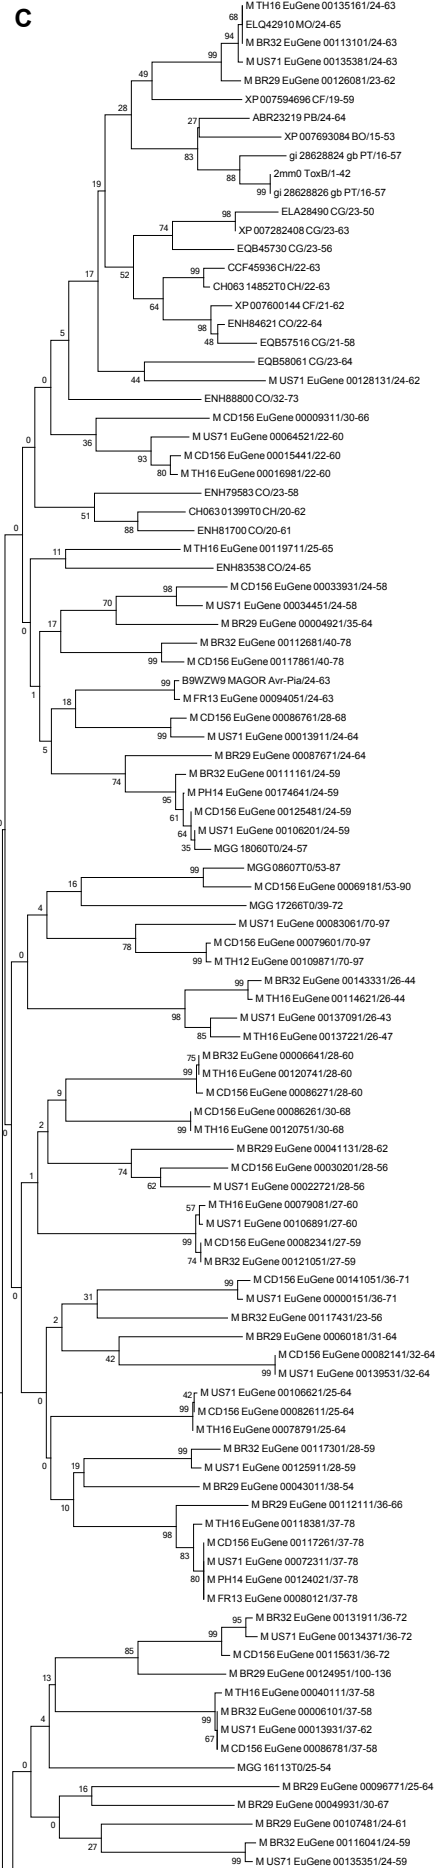 C
M TH16 EuGene 00135161/24-63
68
ELQ42910 MO/24-65
94
M BR32 EuGene 00113101/24-63
99
M US71 EuGene 00135381/24-63
49
M BR29 EuGene 00126081/23-62
XP 007594696 CF/19-59
28
27
ABR23219 PB/24-64
XP 007693084 BO/15-53
83
gi 28628824 gb PT/16-57
88
2mm0 ToxB/1-42
19
99
gi 28628826 gb PT/16-57
98
ELA28490 CG/23-50
74
XP 007282408 CG/23-63
EQB45730 CG/23-56
52
99
CCF45936 CH/22-63
17
CH063 14852T0 CH/22-63
64
XP 007600144 CF/21-62
98
ENH84621 CO/22-64
5
48
EQB57516 CG/21-58
EQB58061 CG/23-64
44
M US71 EuGene 00128131/24-62
0
ENH88800 CO/32-73
M CD156 EuGene 00009311/30-66
36
M US71 EuGene 00064521/22-60
0
93
M CD156 EuGene 00015441/22-60
80
M TH16 EuGene 00016981/22-60
ENH79583 CO/23-58
51
CH063 01399T0 CH/20-62
0
88
ENH81700 CO/20-61
11
M TH16 EuGene 00119711/25-65
ENH83538 CO/24-65
98
M CD156 EuGene 00033931/24-58
70
M US71 EuGene 00034451/24-58
0
17
M BR29 EuGene 00004921/35-64
M BR32 EuGene 00112681/40-78
99
M CD156 EuGene 00117861/40-78
1
99
B9WZW9 MAGOR Avr-Pia/24-63
18
M FR13 EuGene 00094051/24-63
M CD156 EuGene 00086761/28-68
5
99
M US71 EuGene 00013911/24-64
M BR29 EuGene 00087671/24-64
74
M BR32 EuGene 00111161/24-59
95
M PH14 EuGene 00174641/24-59
61
M CD156 EuGene 00125481/24-59
0
64
M US71 EuGene 00106201/24-59
35
MGG 18060T0/24-57
99
MGG 08607T0/53-87
16
M CD156 EuGene 00069181/53-90
4
MGG 17266T0/39-72
M US71 EuGene 00083061/70-97
78
M CD156 EuGene 00079601/70-97
0
99
M TH12 EuGene 00109871/70-97
99
M BR32 EuGene 00143331/26-44
M TH16 EuGene 00114621/26-44
98
M US71 EuGene 00137091/26-43
85
M TH16 EuGene 00137221/26-47
75
M BR32 EuGene 00006641/28-60
99
M TH16 EuGene 00120741/28-60
9
M CD156 EuGene 00086271/28-60
M CD156 EuGene 00086261/30-68
2
99
M TH16 EuGene 00120751/30-68
0
M BR29 EuGene 00041131/28-62
74
M CD156 EuGene 00030201/28-56
1
62
M US71 EuGene 00022721/28-56
57
M TH16 EuGene 00079081/27-60
M US71 EuGene 00106891/27-60
99
M CD156 EuGene 00082341/27-59
74
M BR32 EuGene 00121051/27-59
99
M CD156 EuGene 00141051/36-71
0
31
M US71 EuGene 00000151/36-71
2
M BR32 EuGene 00117431/23-56
M BR29 EuGene 00060181/31-64
42
M CD156 EuGene 00082141/32-64
99
M US71 EuGene 00139531/32-64
42
M US71 EuGene 00106621/25-64
0
99
M CD156 EuGene 00082611/25-64
M TH16 EuGene 00078791/25-64
99
M BR32 EuGene 00117301/28-59
0
19
M US71 EuGene 00125911/28-59
M BR29 EuGene 00043011/38-54
10
M BR29 EuGene 00112111/36-66
98
M TH16 EuGene 00118381/37-78
83
M CD156 EuGene 00117261/37-78
M US71 EuGene 00072311/37-78
80
M PH14 EuGene 00124021/37-78
M FR13 EuGene 00080121/37-78
95
M BR32 EuGene 00131911/36-72
99
M US71 EuGene 00134371/36-72
85
M CD156 EuGene 00115631/36-72
M BR29 EuGene 00124951/100-136
13
M TH16 EuGene 00040111/37-58
M BR32 EuGene 00006101/37-58
99
M US71 EuGene 00013931/37-62
4
67
M CD156 EuGene 00086781/37-58
MGG 16113T0/25-54
0
M BR29 EuGene 00096771/25-64
16
M BR29 EuGene 00049931/30-67
0
M BR29 EuGene 00107481/24-61
27
M BR32 EuGene 00116041/24-59
99
M US71 EuGene 00135351/24-59